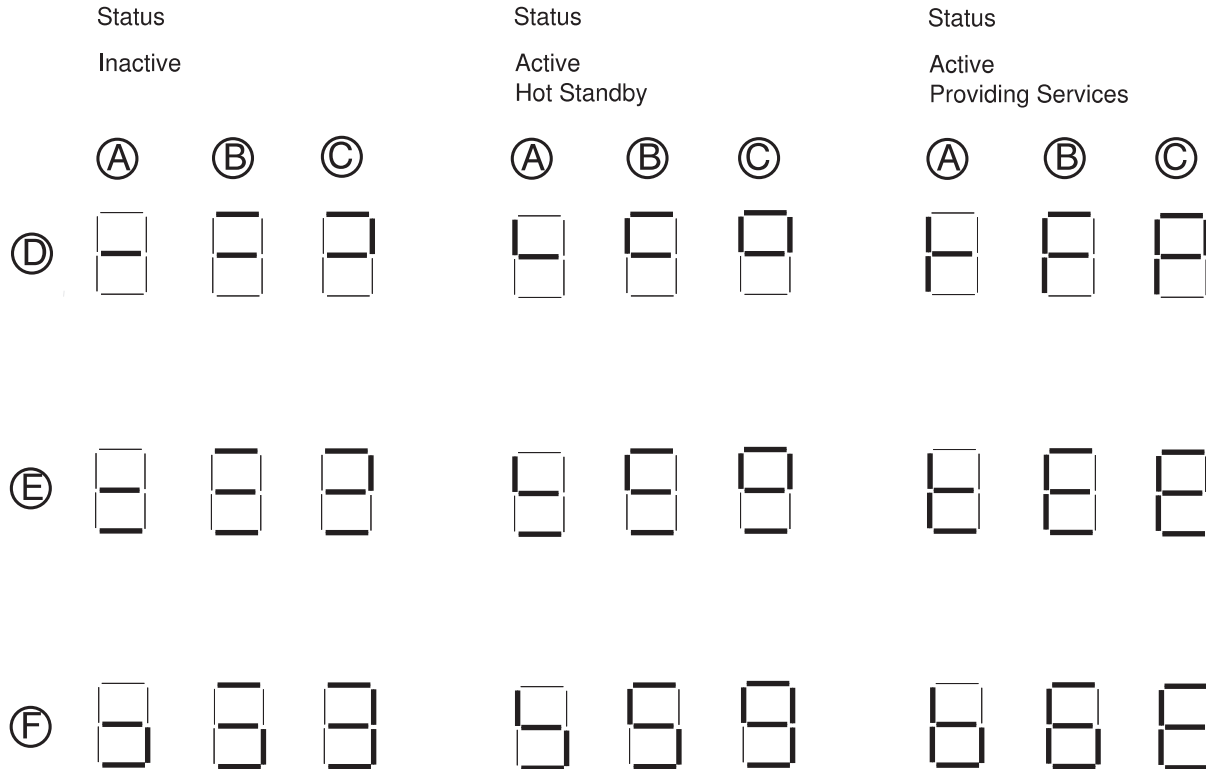 Status Status Status
Inactive Active Active
Hot Standby Providing Services
A B C A B C A B C
D
E
F